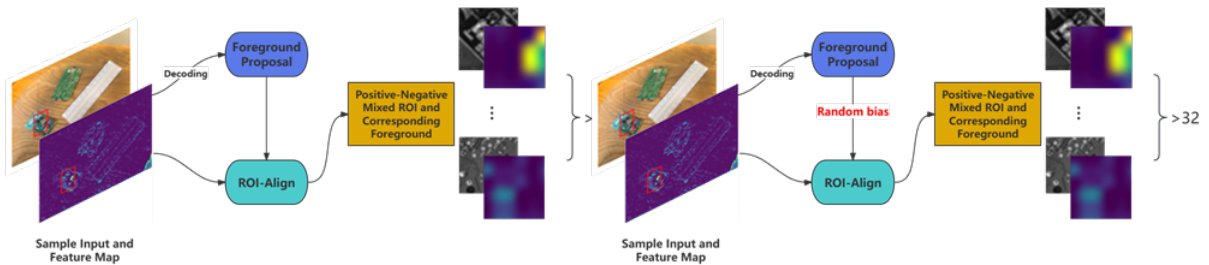 Foreground
Proposal
Decoding
Positive-Negative
Mixed ROI and
Corresponding
Foreground
ROI-Align
...
>
Sample Input and
Feature Map
Foreground
Proposal
Decoding
Random bias
Positive-Negative
Mixed ROI and
Corresponding
Foreground
ROI-Align
...
>32
Sample Input and
Feature Map